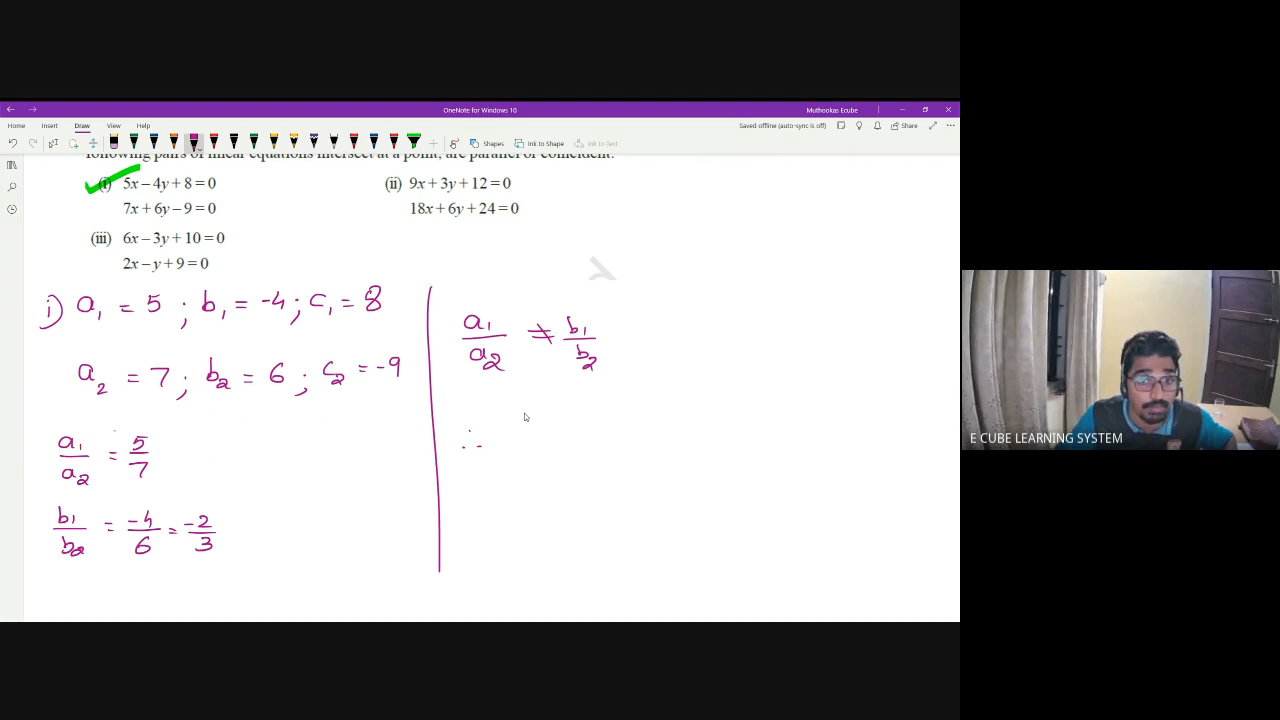 OneNote for Windows 10
Muthookas Ecube
Home Insert Draw View Help
Saved offline (auto-sync is off) Share
Shapes Ink to Shape Ink to Text
following pairs of linear equations intersect at a point, are parallel or coincident:
(i) 5x – 4y + 8 = 0 (ii) 9x + 3y + 12 = 0
7x + 6y – 9 = 0 18x + 6y + 24 = 0
(iii) 6x – 3y + 10 = 0
2x – y + 9 = 0
i) a₁ = 5 ; b₁ = -4 ; c₁ = 8
a₂ = 7 ; b₂ = 6 ; c₂ = -9
a₁/a₂ = 5/7
b₁/b₂ = -4/6 = -2/3
a₁/a₂ ≠ b₁/b₂
∴
E CUBE LEARNING SYSTEM